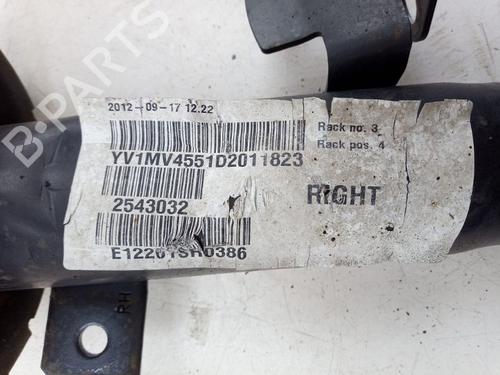 B-PARTS
2012-09-17 12.22
YV1MV4551D2011823
Rack no. 3
Rack pos. 4
2543032
RIGHT
RH